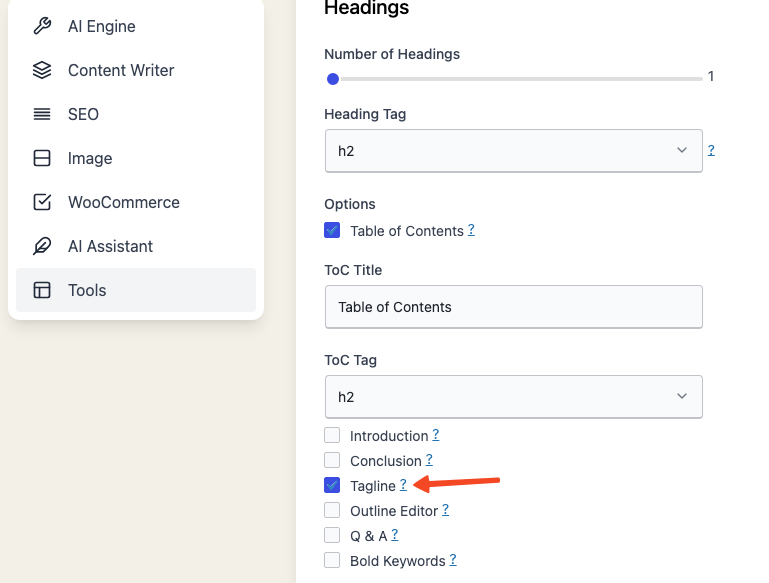 AI Engine
Content Writer
SEO
Image
WooCommerce
AI Assistant
Tools
Headings
Number of Headings
1
Heading Tag
h2
?
Options
Table of Contents ?
ToC Title
Table of Contents
ToC Tag
h2
Introduction ?
Conclusion ?
Tagline ?
Outline Editor ?
Q & A ?
Bold Keywords ?